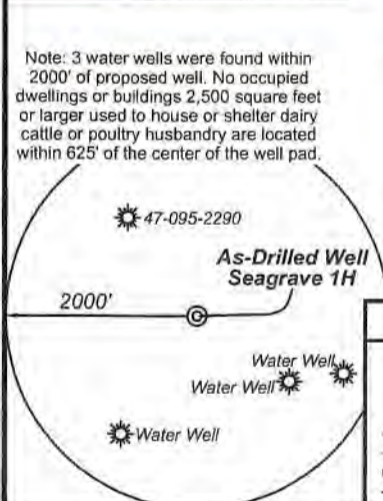 Note: 3 water wells were found within
2000' of proposed well. No occupied
dwellings or buildings 2,500 square feet
or larger used to house or shelter dairy
cattle or poultry husbandry are located
within 625' of the center of the well pad.
47-095-2290
As-Drilled Well
Seagrave 1H
2000'
Water Well
Water Well
Water Well